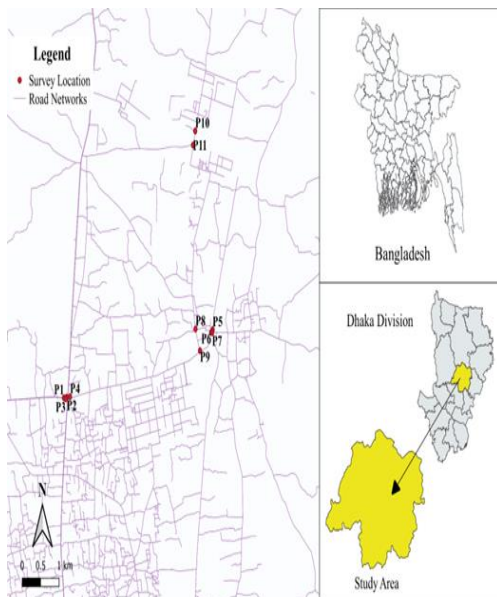 Legend
Survey Location
Road Networks
P10
P11
P8
P5
P6
P7
P9
P1
P4
P3
P2
N
0 0.5 1 km
Bangladesh
Dhaka Division
Study Area